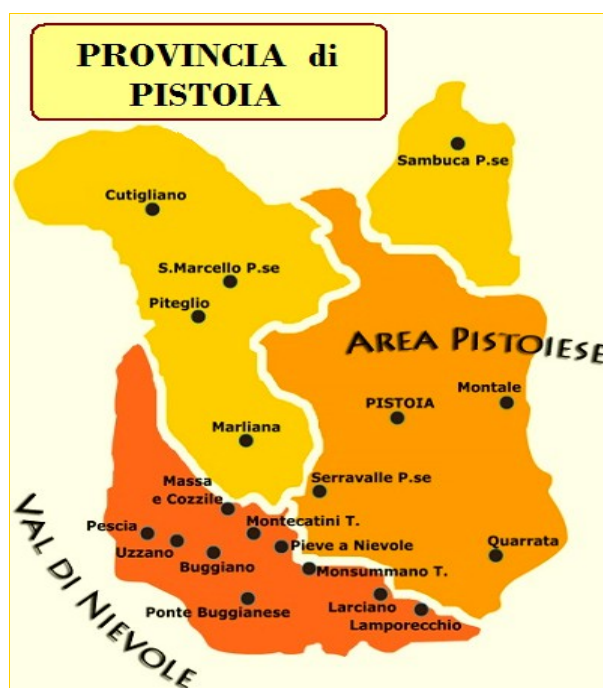 PROVINCIA di
PISTOIA
Sambuca P.se
Cutigliano
S.Marcello P.se
Piteglio
AREA PISTOIESE
Montale
PISTOIA
Marliana
Serravalle P.se
Massa
e Cozzile
Montecatini T.
Pescia
Uzzano
Buggiano
Pieve a Nievole
Quarrata
Monsummano T.
Ponte Buggianese
Larciano
Lamporecchio
VAL DI NIEVOLE